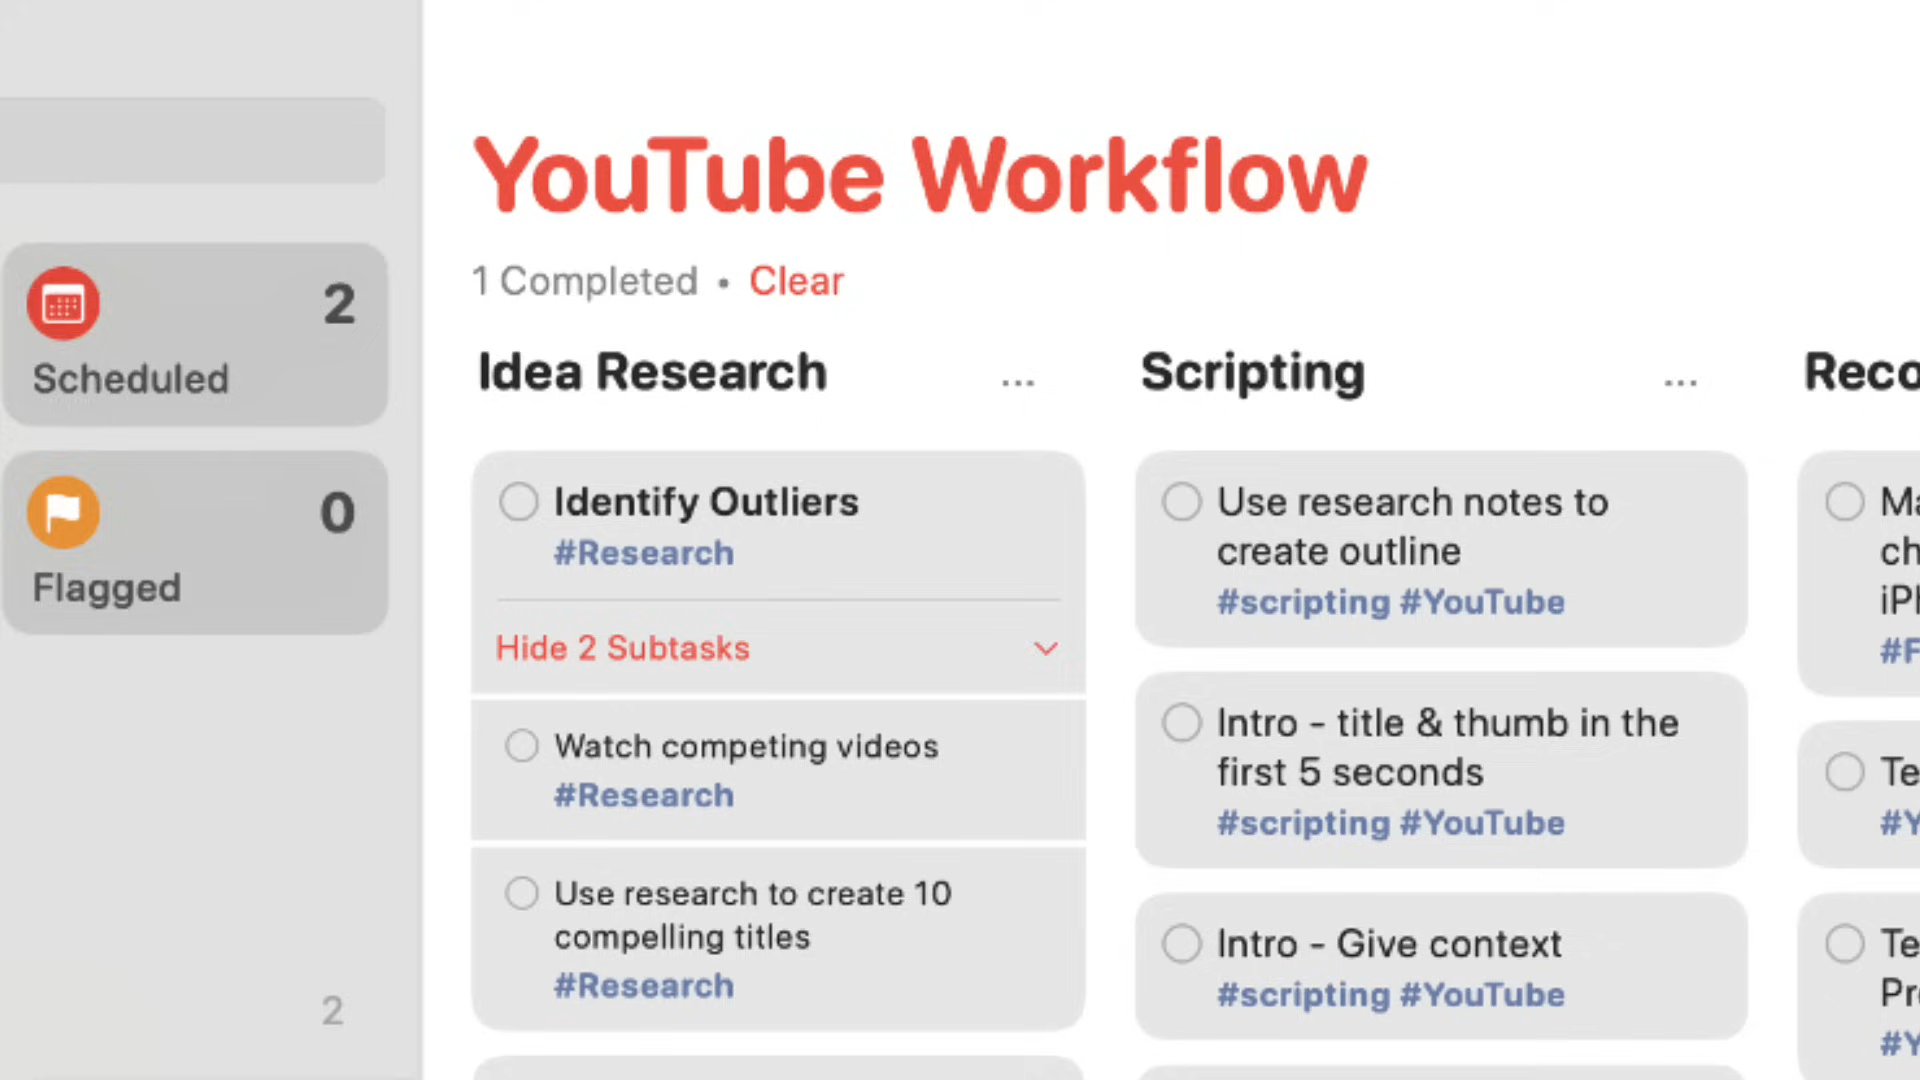 YouTube Workflow
1 Completed • Clear
2
Scheduled
0
Flagged
2
Idea Research ...
Identify Outliers
#Research
Hide 2 Subtasks
Watch competing videos
#Research
Use research to create 10
compelling titles
#Research
Scripting ...
Use research notes to
create outline
#scripting #YouTube
Intro - title & thumb in the
first 5 seconds
#scripting #YouTube
Intro - Give context
#scripting #YouTube